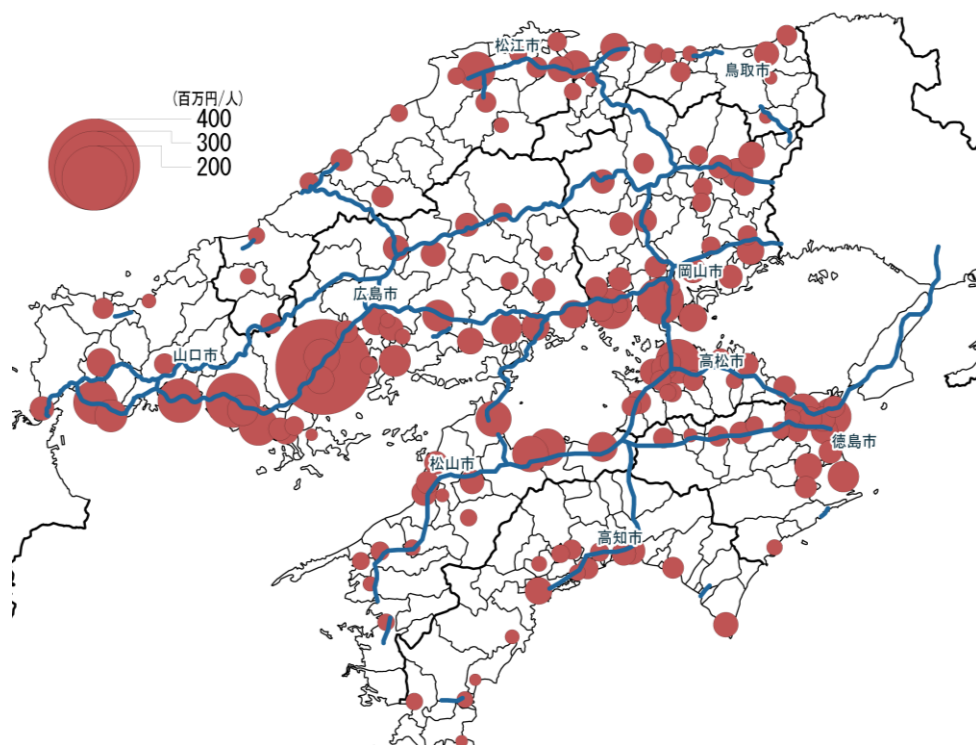 松江市
鳥取市
(百万円/人)
400
300
200
岡山市
広島市
山口市
高松市
徳島市
松山市
高知市